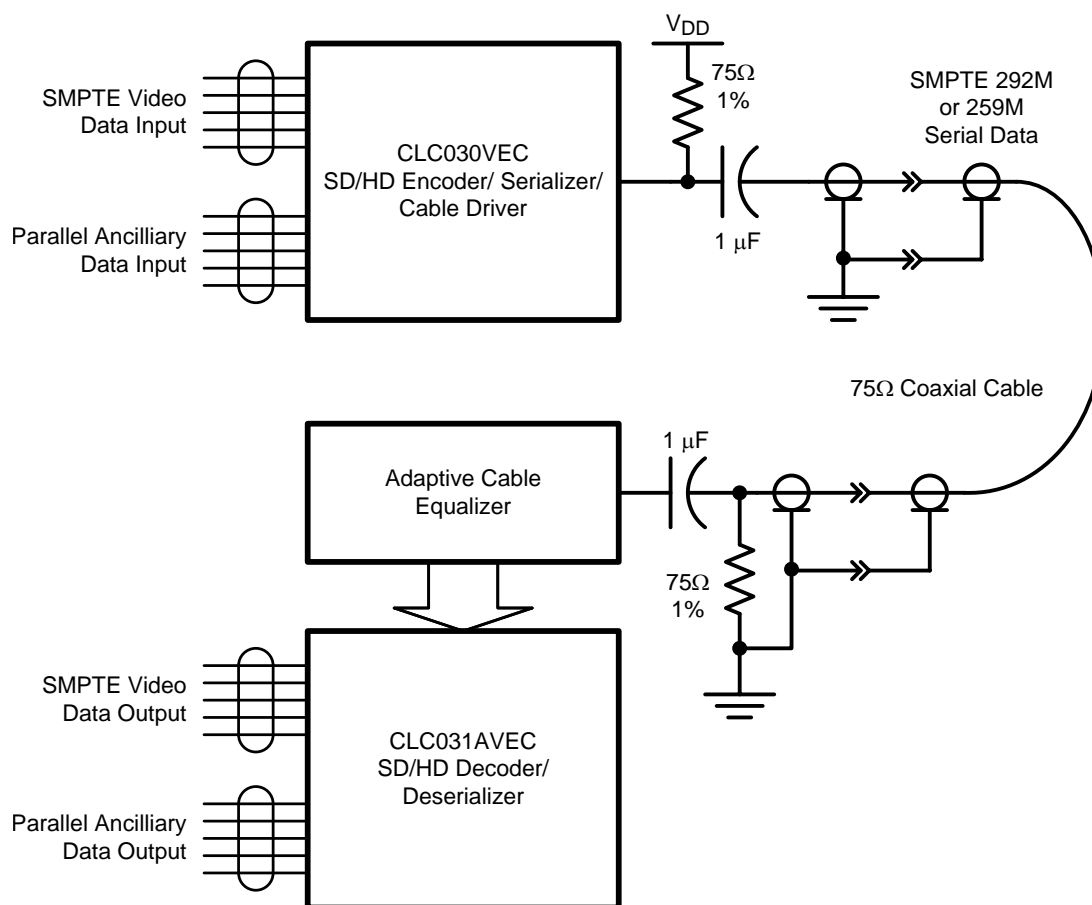 V_DD
75Ω
1%
SMPTE Video
Data Input
CLC030VEC
SD/HD Encoder/ Serializer/
Cable Driver
SMPTE 292M
or 259M
Serial Data
Parallel Ancilliary
Data Input
1 μF
75Ω Coaxial Cable
Adaptive Cable
Equalizer
1 μF
75Ω
1%
SMPTE Video
Data Output
CLC031AVEC
SD/HD Decoder/
Deserializer
Parallel Ancilliary
Data Output